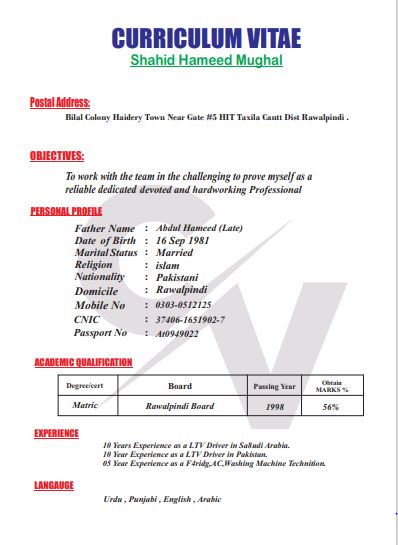 CURRICULUM VITAE
Shahid Hameed Mughal
Postal Address:
Bilal Colony Haidery Town Near Gate #5 HIT Taxila Cantt Dist Rawalpindi .
OBJECTIVES:
To work with the team in the challenging to prove myself as a
reliable dedicated devoted and hardworking Professional
PERSONAL PROFILE
Father Name : Abdul Hameed (Late)
Date of Birth : 16 Sep 1981
Marital Status : Married
Religion : islam
Nationality : Pakistani
Domicile : Rawalpindi
Mobile No : 0303-0512125
CNIC : 37406-1651902-7
Passport No : At0949022
ACADEMIC QUALIFICATION
Degree/cert Board Passing Year Obtain MARKS %
Matric Rawalpindi Board 1998 56%
EXPERIENCE
10 Years Experience as a LTV Driver in Sa8udi Arabia.
10 Year Experience as a LTV Driver in Pakistan.
05 Year Experience as a F4ridg,AC,Washing Machine Technition.
LANGAUGE
Urdu , Punjabi , English , Arabic
CV